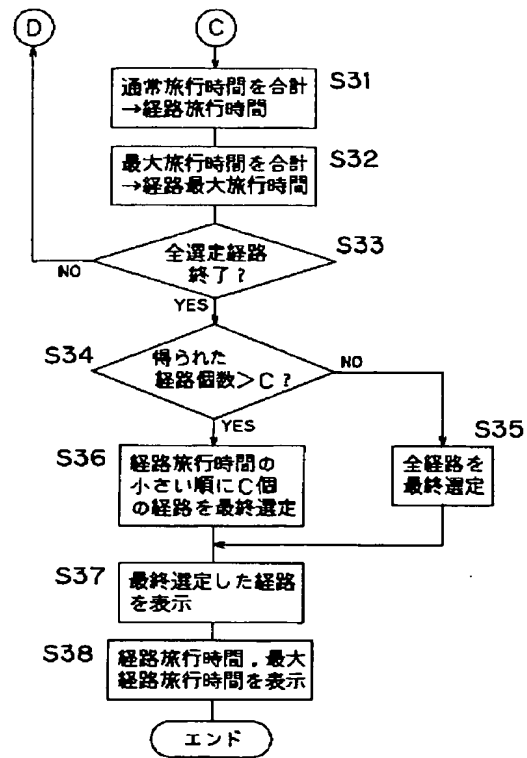 D
C
通常旅行時間を合計
→経路旅行時間
S31
最大旅行時間を合計
→経路最大旅行時間
S32
全選定経路
終了?
S33
NO
YES
S34
得られた
経路個数>C?
NO
YES
S35
全経路を
最終選定
S36
経路旅行時間の
小さい順にC個
の経路を最終選定
S37
最終選定した経路
を表示
S38
経路旅行時間,最大
経路旅行時間を表示
エンド